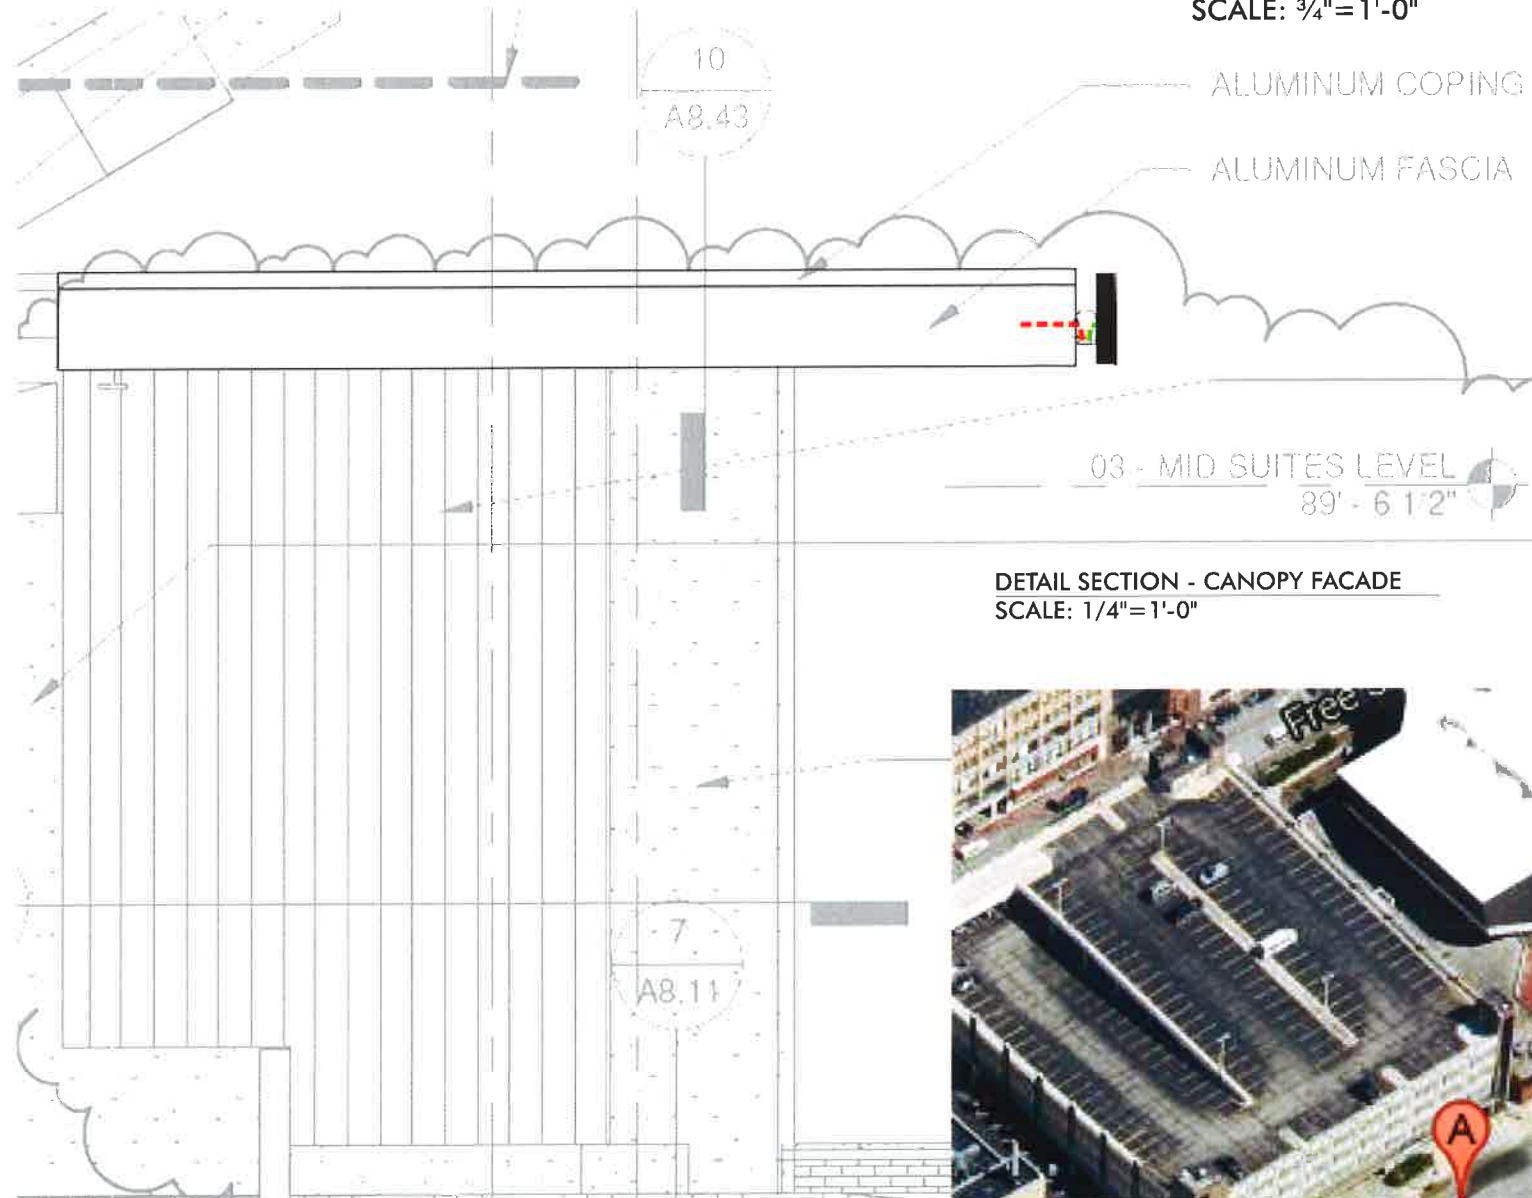 SCALE: ¾"=1'-0"
10
A8.43
ALUMINUM COPING
ALUMINUM FASCIA
03 - MID SUITES LEVEL
89' - 6 1/2"
DETAIL SECTION - CANOPY FACADE
SCALE: 1/4"=1'-0"
Free
7
A8.11
A